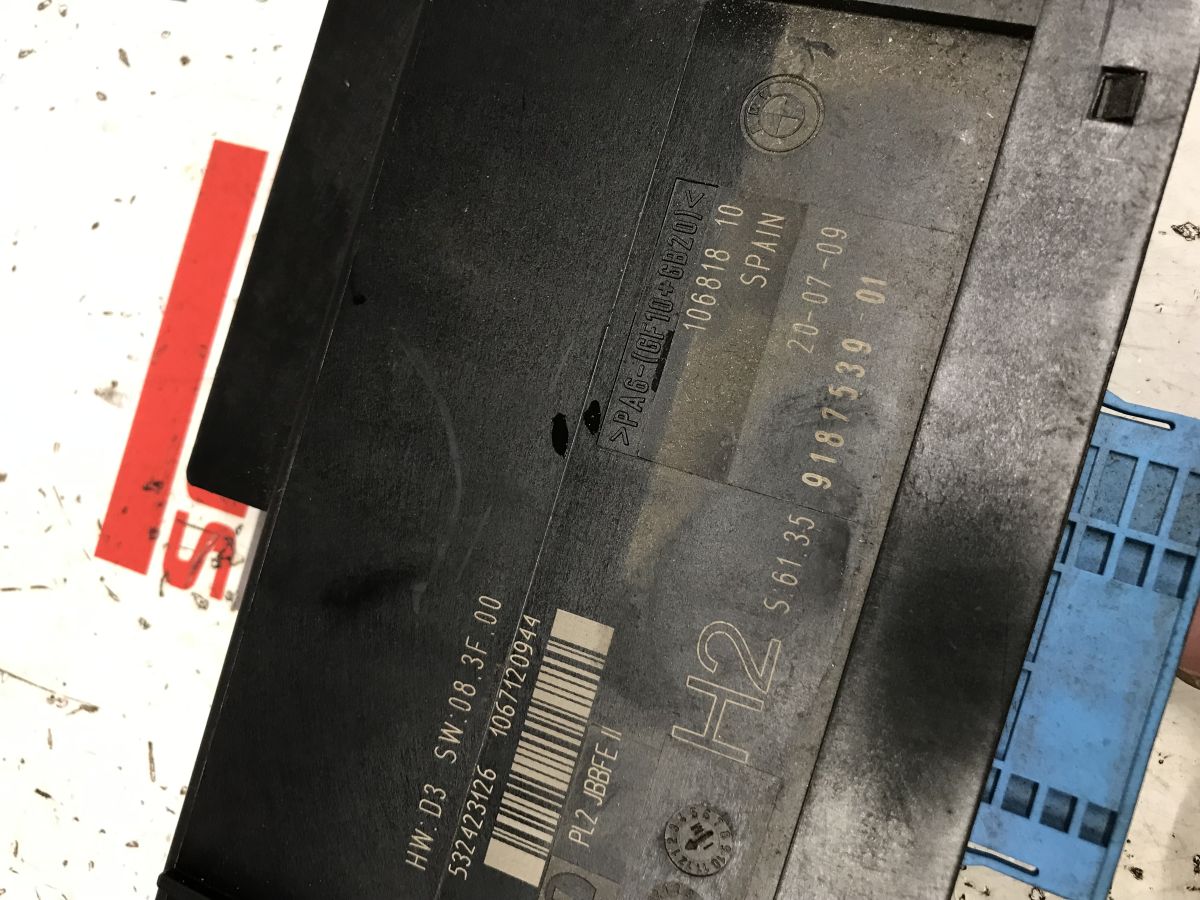 HW:D3 SW:08.3F.00
532423126 1067120944
PL2 JBBFE II
>PA6-(GF10+GB20)<
106818 10
SPAIN
20-07-09
9187539 01
H2 S:61.35